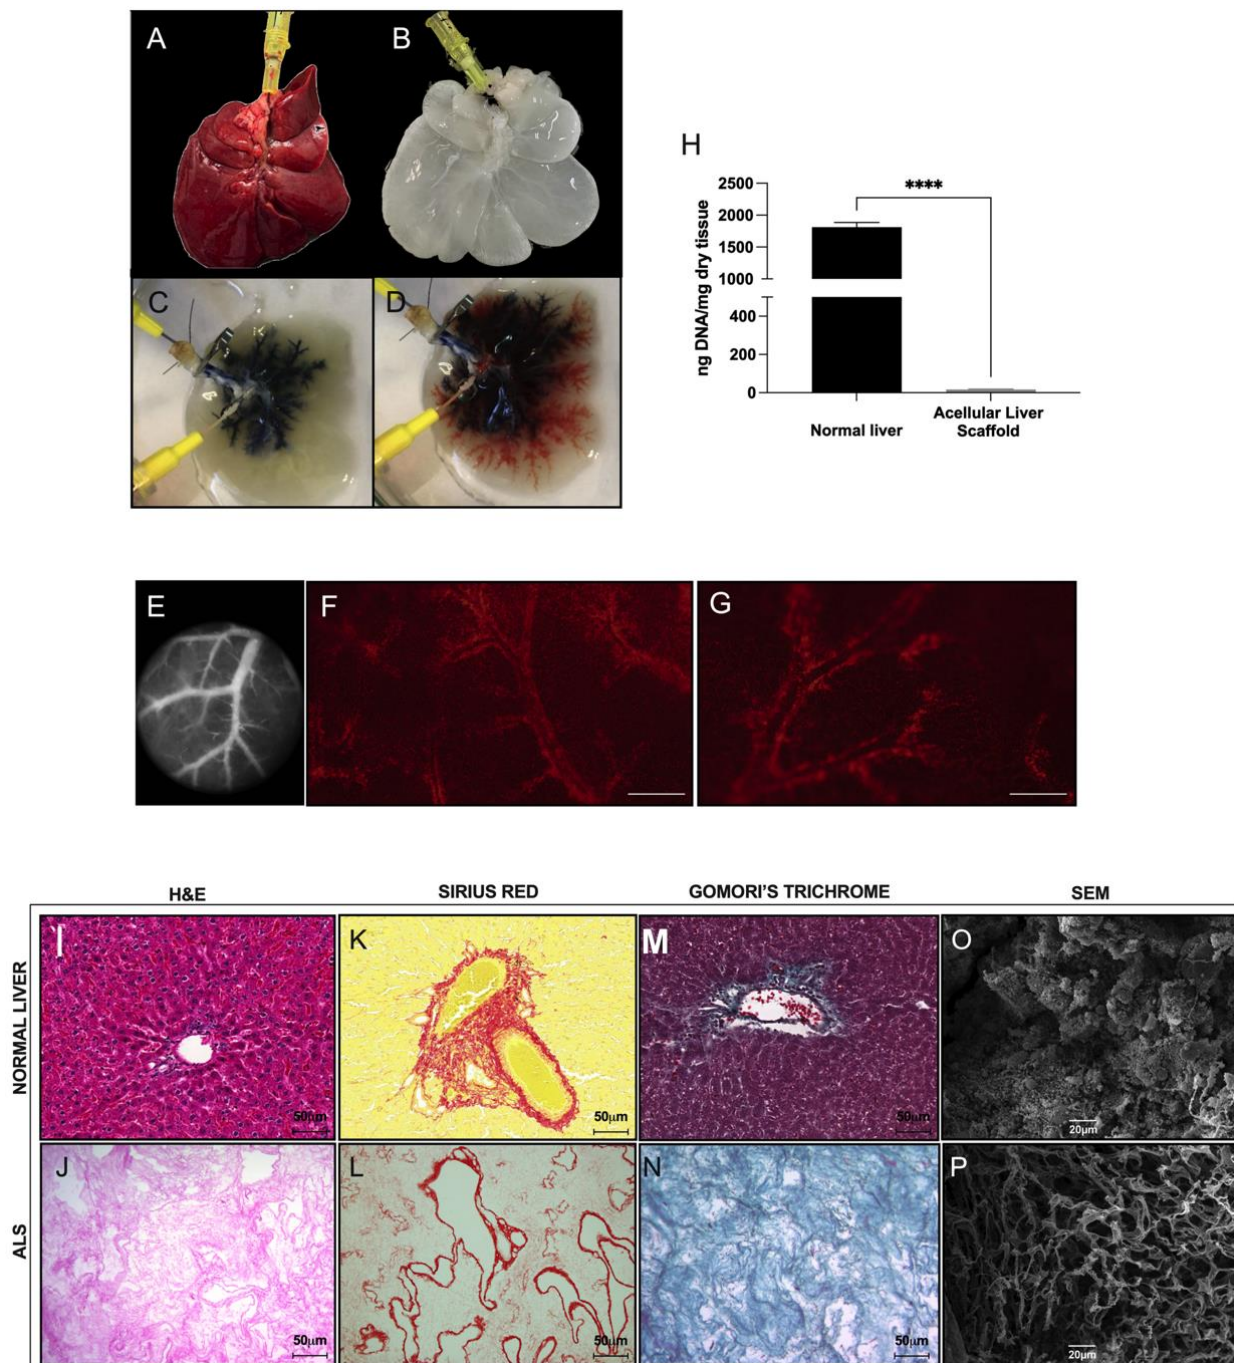 A
B
C
D
H
2500
2000
1500
1000
400
200
0
ng DNA/mg dry tissue
****
Normal liver
Acellular Liver
Scaffold
E
F
G
H&E
SIRIUS RED
GOMORI'S TRICHROME
SEM
NORMAL LIVER
I
50μm
K
50μm
M
50μm
O
20μm
ALS
J
50μm
L
50μm
N
50μm
P
20μm